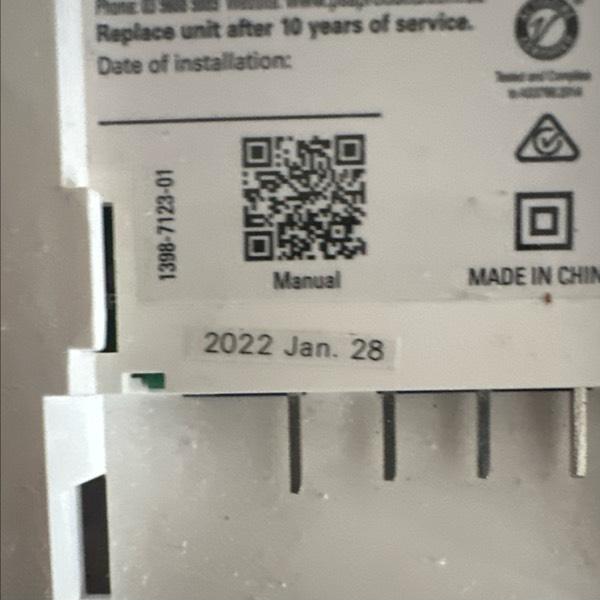 Replace unit after 10 years of service.
Date of installation:
1398-7123-01
Manual
MADE IN CHIN
2022 Jan. 28